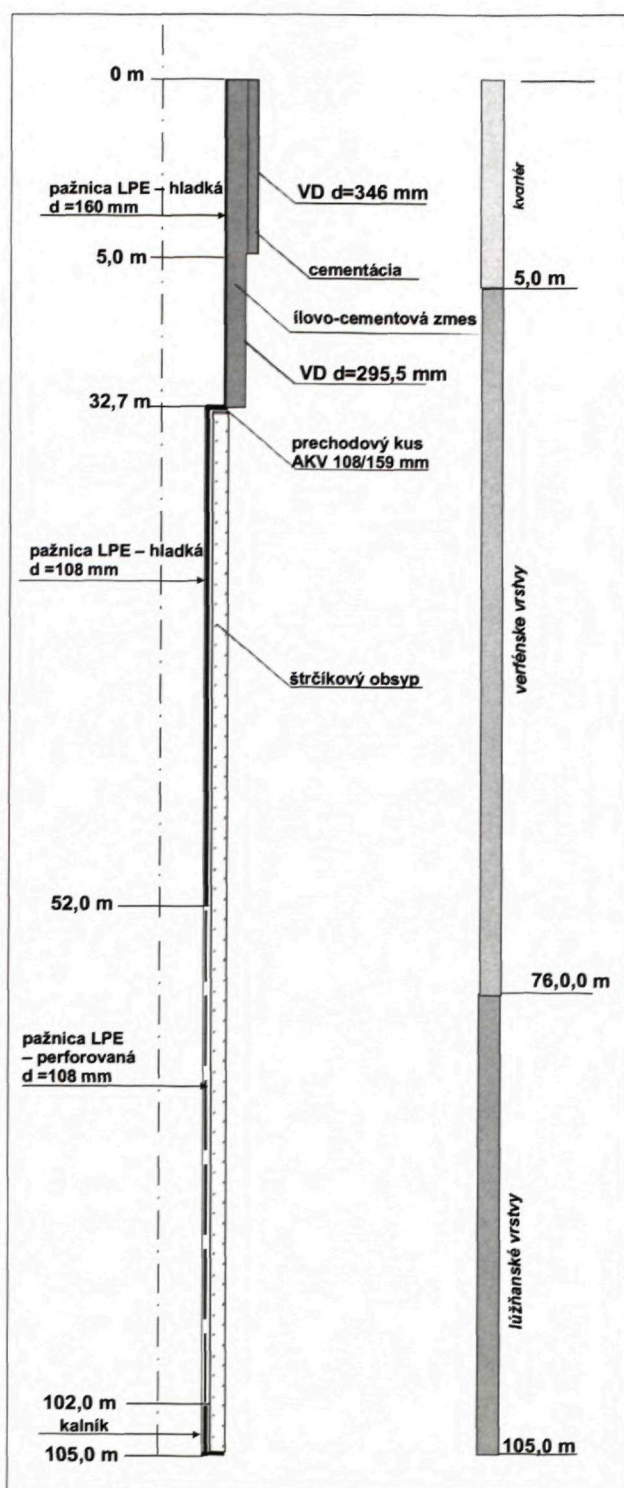 0 m
pažnica LPE – hladká
d =160 mm
VD d=346 mm
5,0 m
cementácia
ílovo-cementová zmes
VD d=295,5 mm
32,7 m
prechodový kus
AKV 108/159 mm
pažnica LPE – hladká
d =108 mm
štrčíkový obsyp
52,0 m
pažnica LPE
– perforovaná
d =108 mm
102,0 m
kalník
105,0 m
kvartér
5,0 m
verfénske vrstvy
76,0,0 m
lúžňanské vrstvy
105,0 m